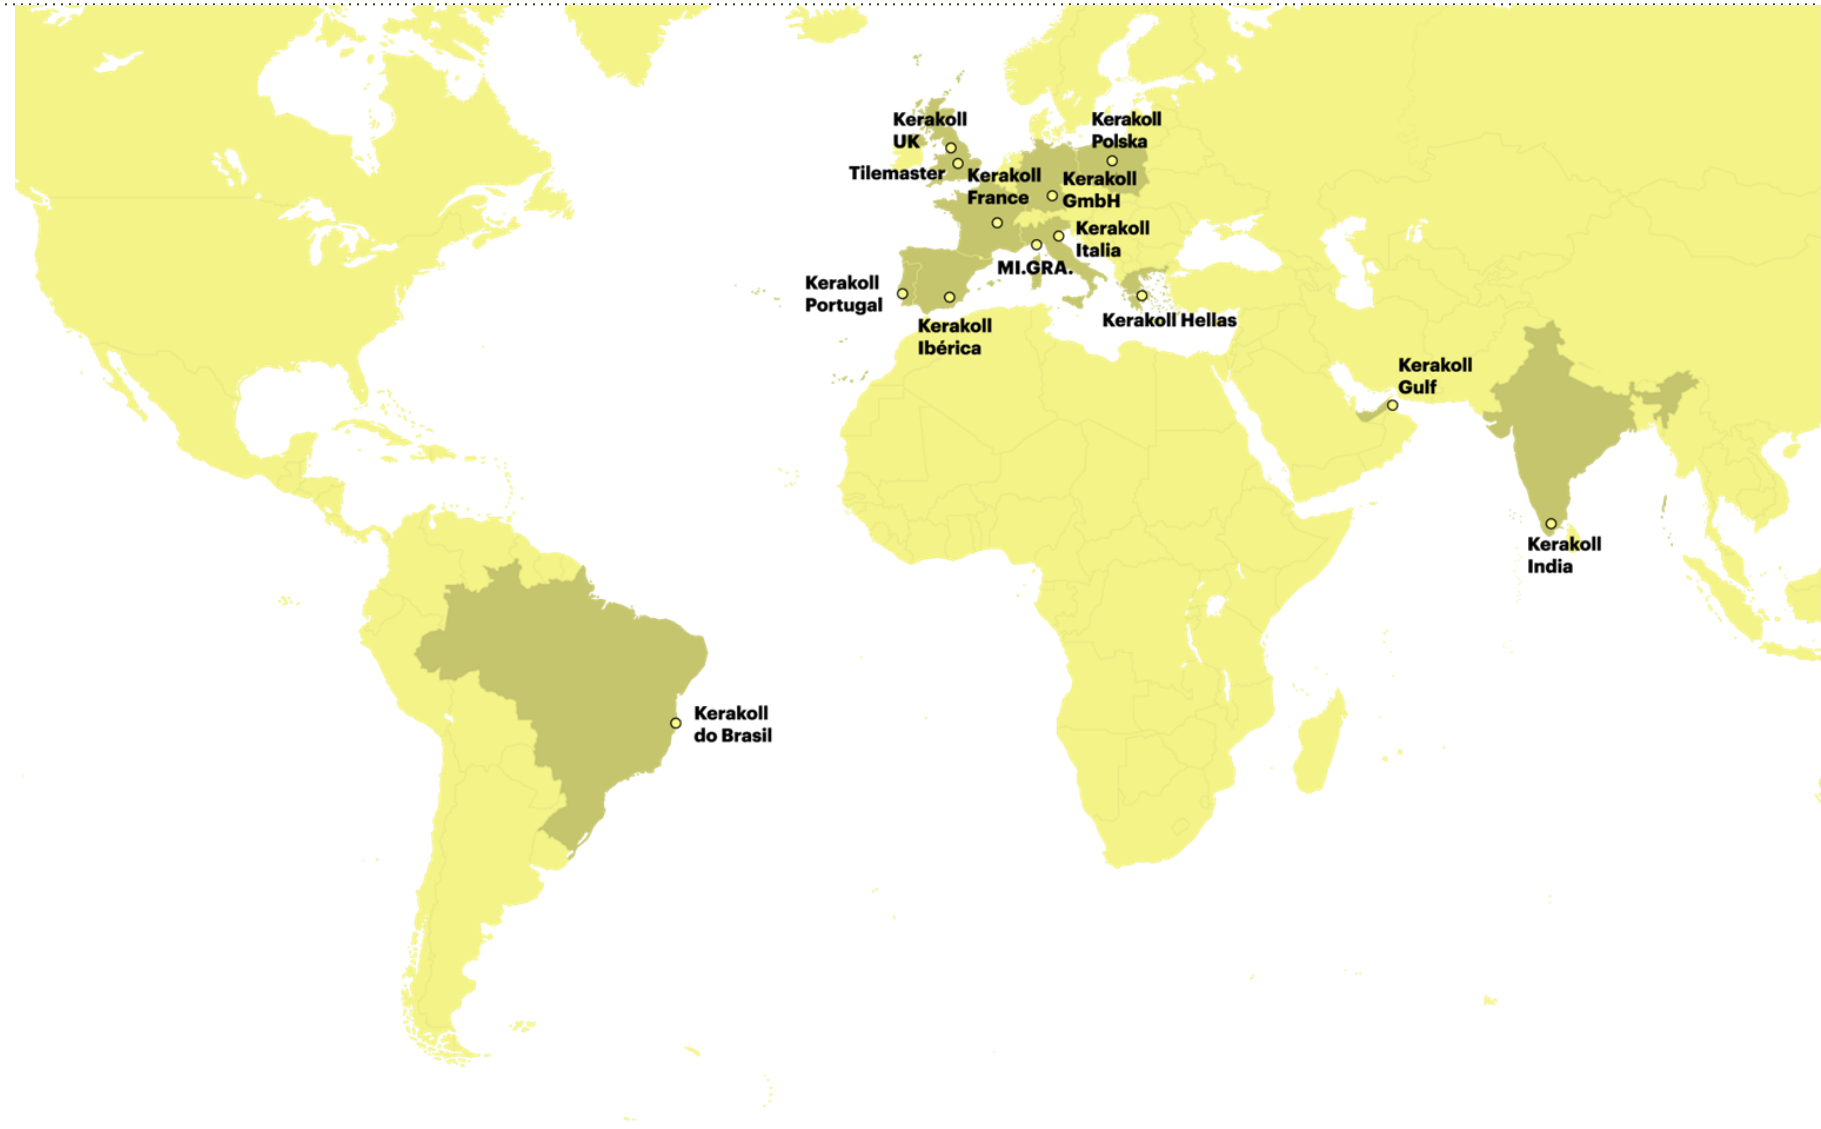 Kerakoll
UK
Tilemaster
Kerakoll
France
Kerakoll
Polska
Kerakoll
GmbH
Kerakoll
Italia
MI.GRA.
Kerakoll
Portugal
Kerakoll
Ibérica
Kerakoll Hellas
Kerakoll
Gulf
Kerakoll
India
Kerakoll
do Brasil